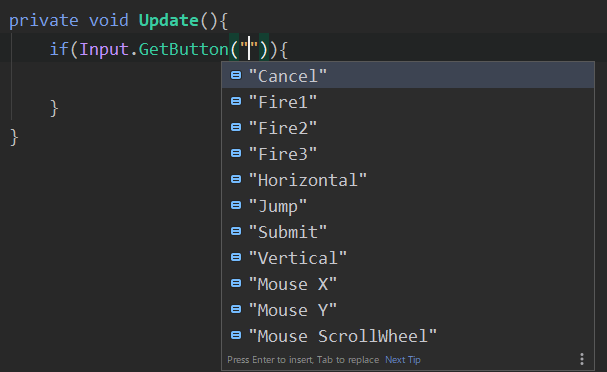 private void Update(){
if(Input.GetButton("")){
"Cancel"
"Fire1"
"Fire2"
"Fire3"
"Horizontal"
"Jump"
"Submit"
"Vertical"
"Mouse X"
"Mouse Y"
"Mouse ScrollWheel"
Press Enter to insert, Tab to replace Next Tip
}
}